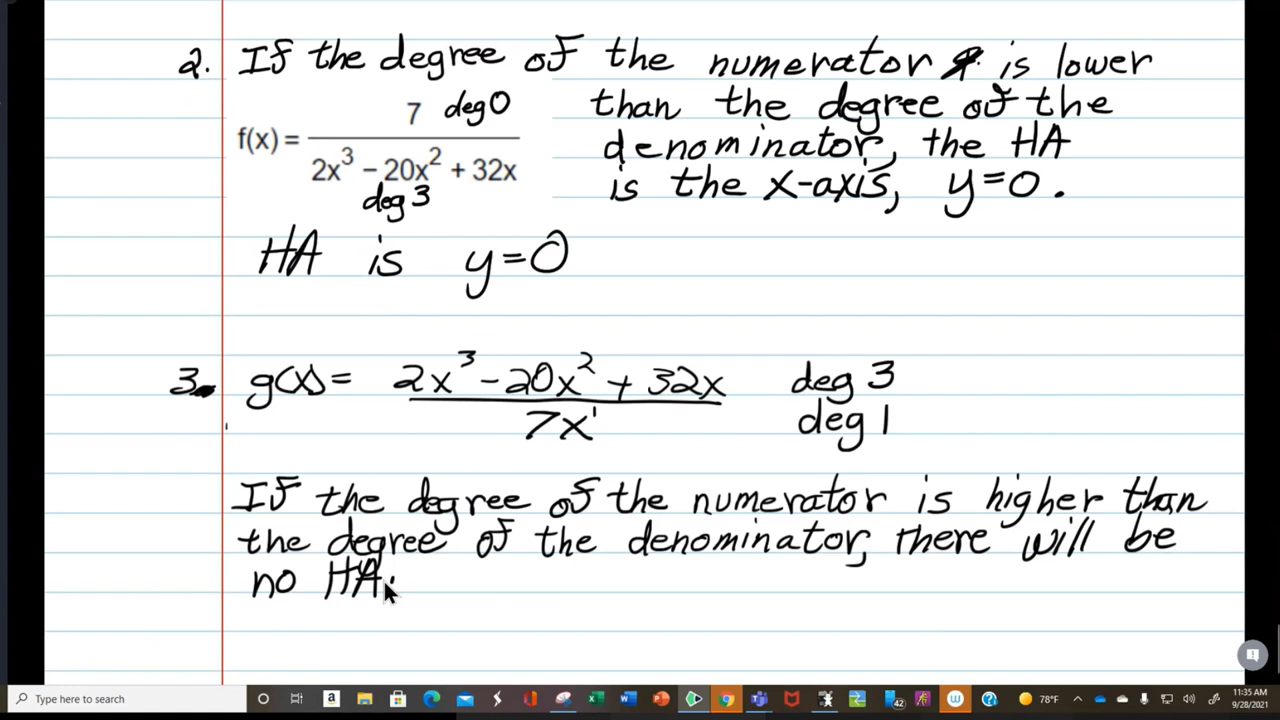 2. If the degree of the numerator is lower
than the degree of the
denominator, the HA
is the x-axis, y=0.
7 deg 0
f(x) =
2x³ − 20x² + 32x
deg 3
HA is y=0
3. g(x)= 2x³ - 20x² + 32x deg 3
7x¹ deg 1
If the degree of the numerator is higher than
the degree of the denominator, there will be
no HA.
Type here to search
42
78°F
11:35 AM
9/28/2021